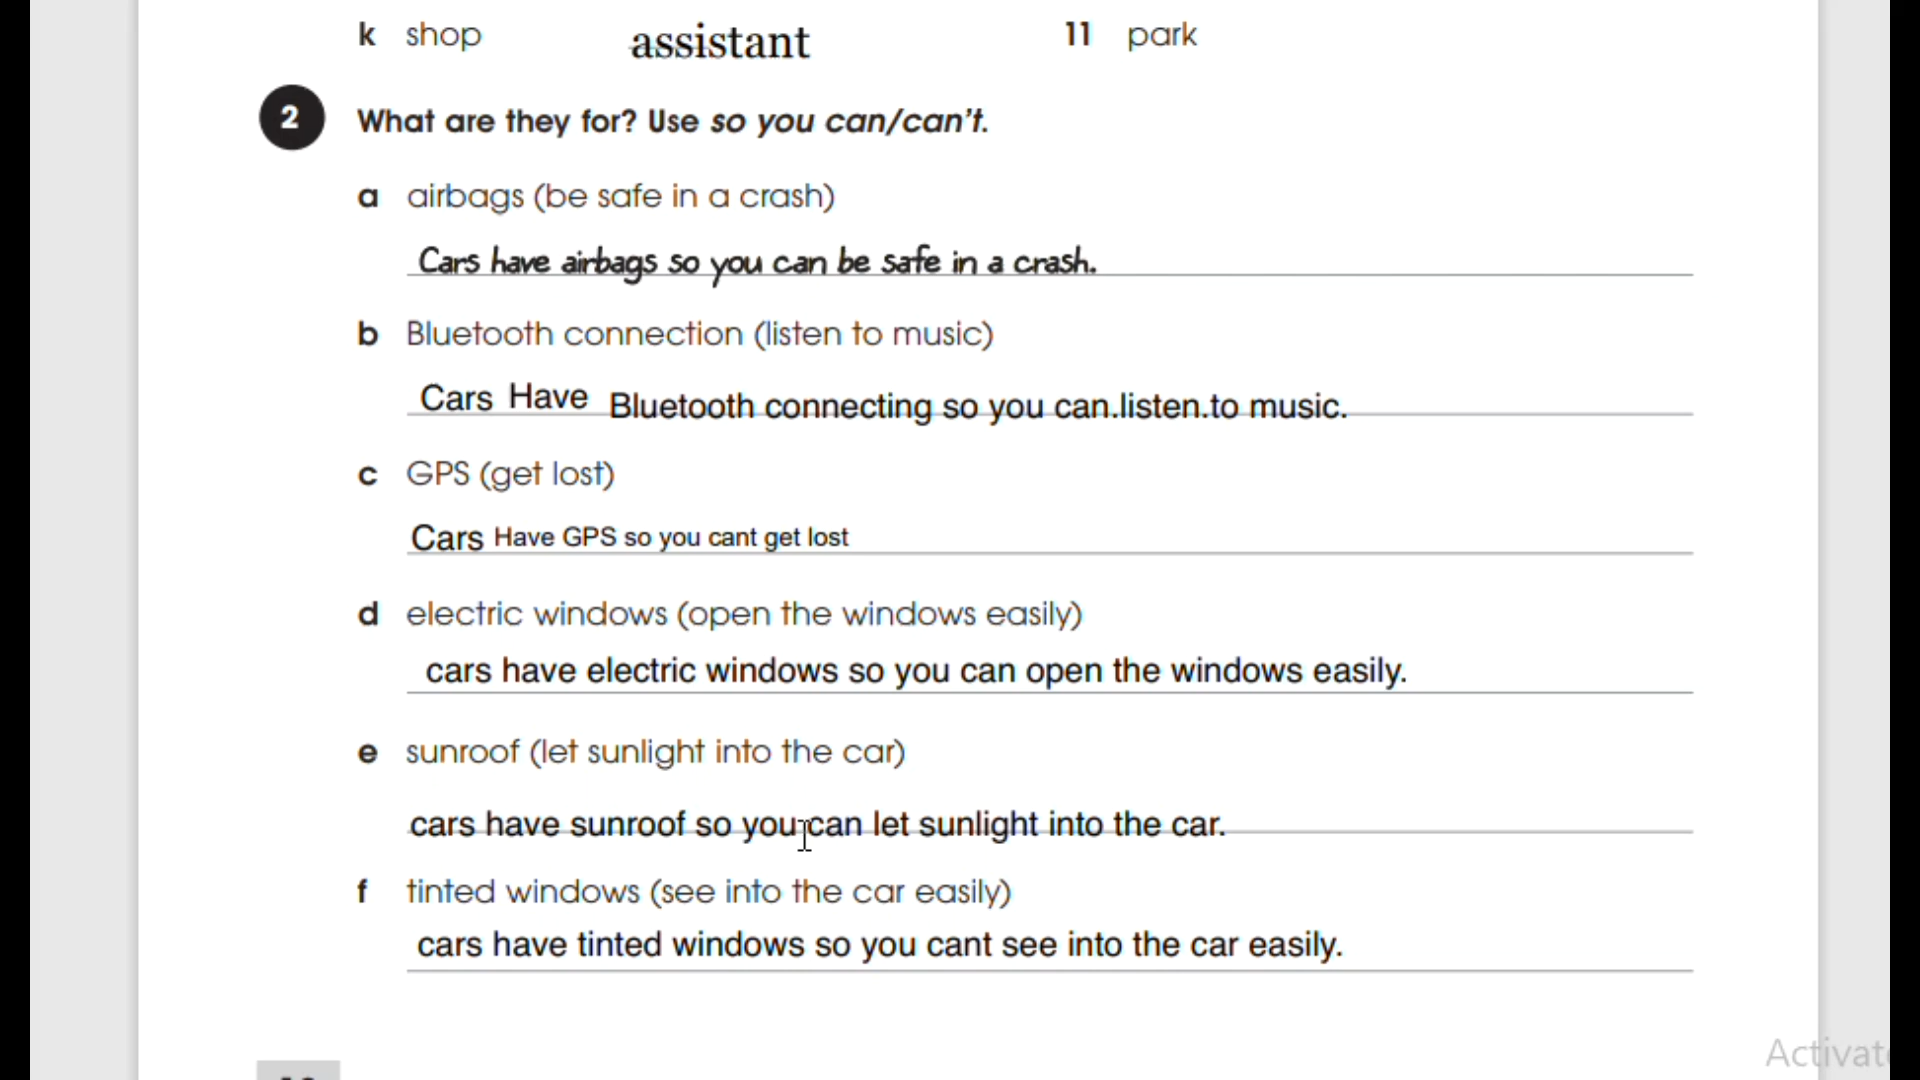 k shop assistant 11 park
2 What are they for? Use so you can/can't.
a airbags (be safe in a crash)
Cars have airbags so you can be safe in a crash.
b Bluetooth connection (listen to music)
Cars Have Bluetooth connecting so you can.listen.to music.
c GPS (get lost)
Cars Have GPS so you cant get lost
d electric windows (open the windows easily)
cars have electric windows so you can open the windows easily.
e sunroof (let sunlight into the car)
cars have sunroof so you can let sunlight into the car.
f tinted windows (see into the car easily)
cars have tinted windows so you cant see into the car easily.
Activat